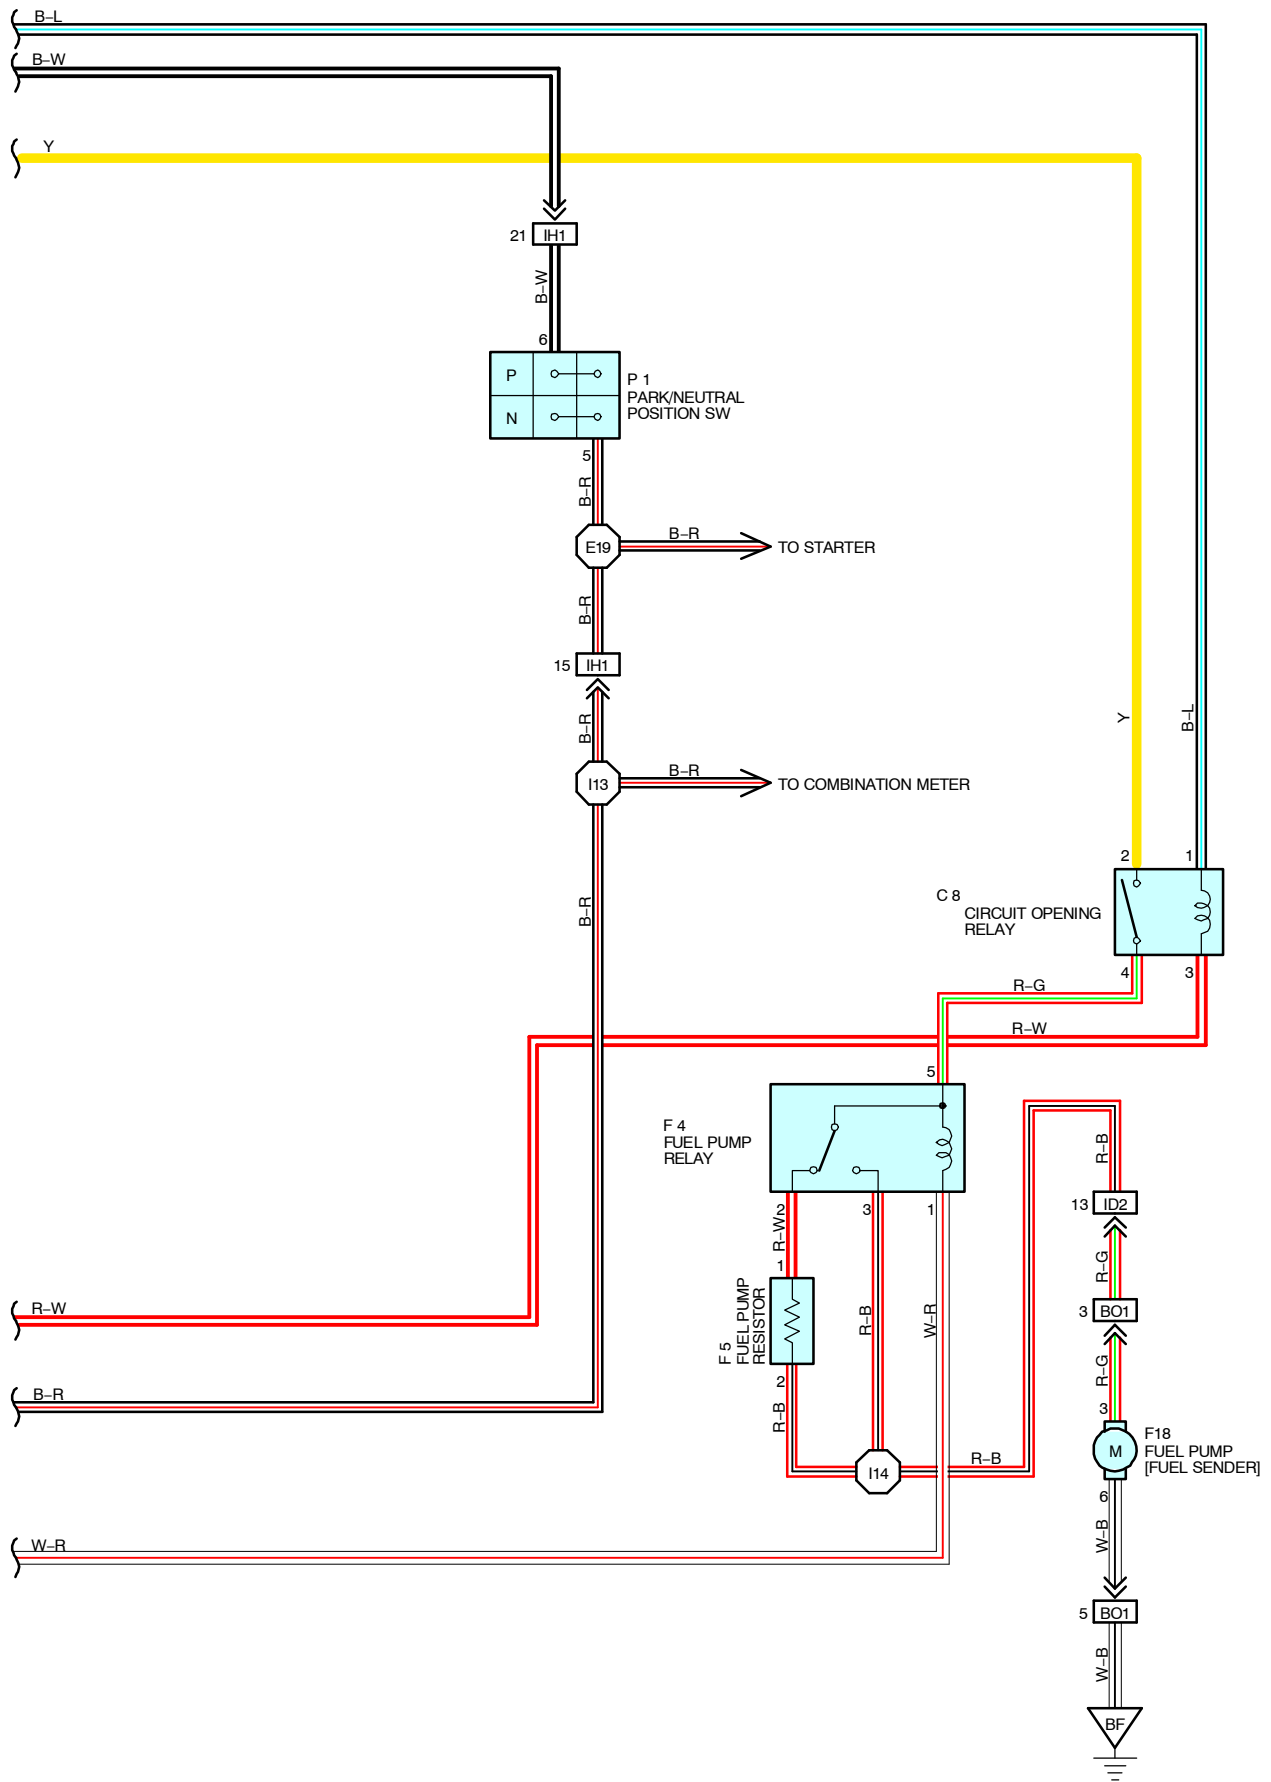 B–L
B–W
Y
21 IH1
B–W
6
P
N
P 1
PARK/NEUTRAL
POSITION SW
5
B–R
E19
B–R
TO STARTER
B–R
15 IH1
B–R
I13
B–R
TO COMBINATION METER
Y
B–L
2
1
C 8
CIRCUIT OPENING
RELAY
B–R
4
3
R–G
R–W
5
F 4
FUEL PUMP
RELAY
R–B
13 ID2
2
3
1
R–W
1
R–G
R–W
F 5
FUEL PUMP
RESISTOR
R–B
W–R
3 BO1
R–G
B–R
2
R–B
3
M
F18
FUEL PUMP
[FUEL SENDER]
I14
R–B
6
W–B
W–R
5 BO1
W–B
BF